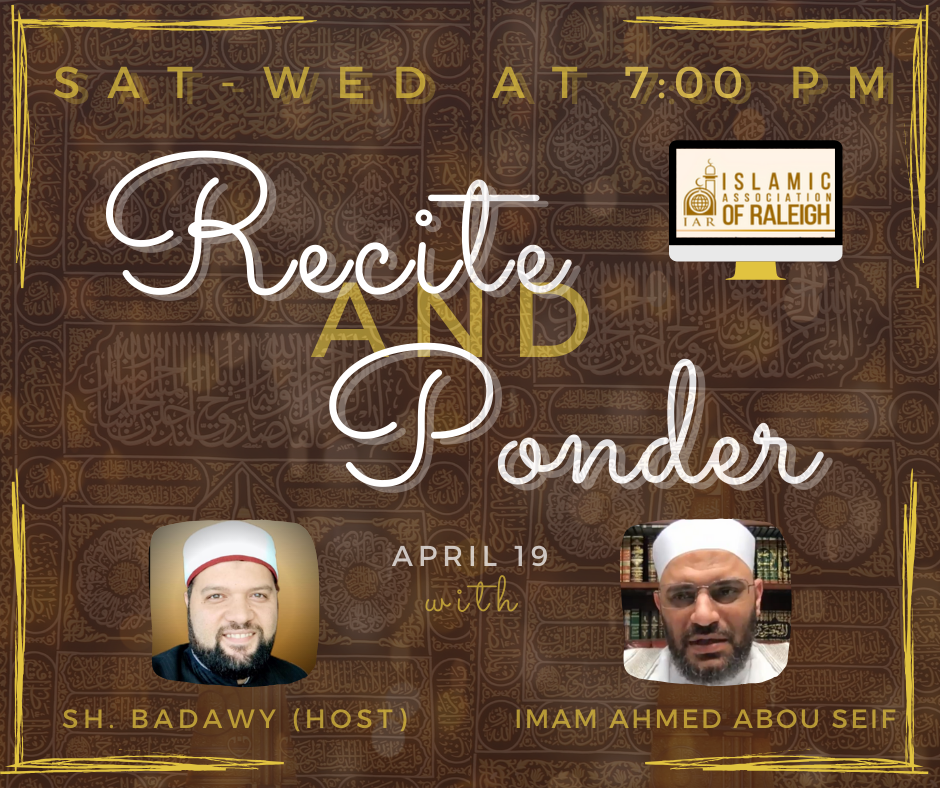 SAT-WED AT 7:00 PM
Recite
AND
Ponder
ISLAMIC
ASSOCIATION
OF RALEIGH
IAR
APRIL 19
with
SH. BADAWY (HOST)
IMAM AHMED ABOU SEIF